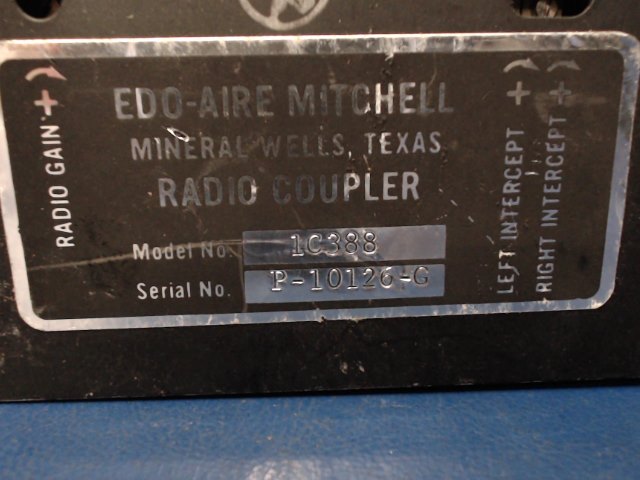 RADIO GAIN +
EDO-AIRE MITCHELL
MINERAL WELLS, TEXAS
RADIO COUPLER
Model No. 1C388
Serial No. P-10126-G
LEFT INTERCEPT +
RIGHT INTERCEPT +